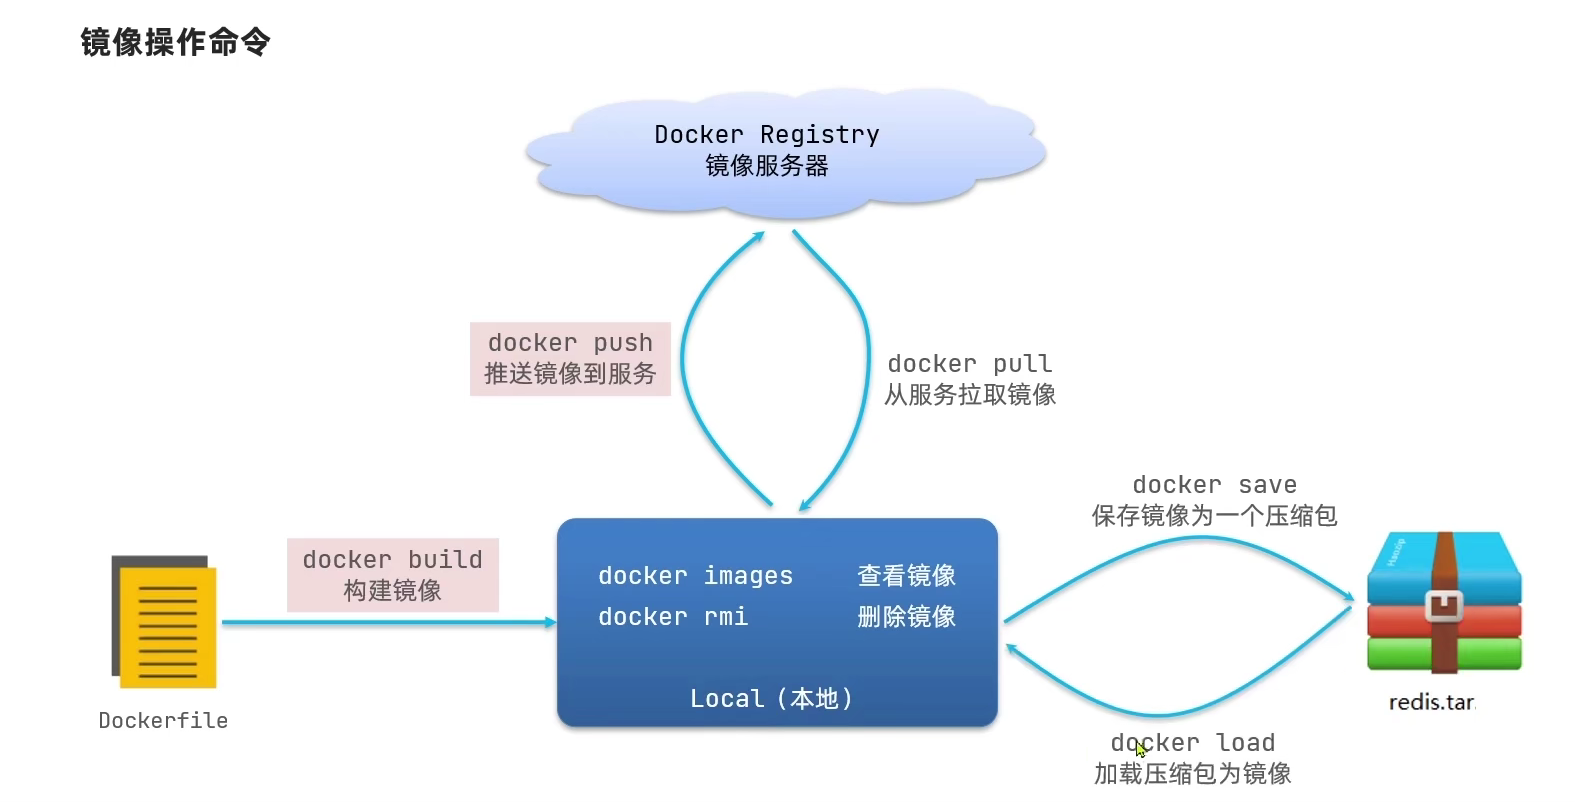 镜像操作命令
Docker Registry
镜像服务器
docker push
推送镜像到服务
docker pull
从服务拉取镜像
docker save
保存镜像为一个压缩包
docker build
构建镜像
docker images 查看镜像
docker rmi 删除镜像
Local（本地）
Dockerfile
Haozip
redis.tar.
docker load
加载压缩包为镜像